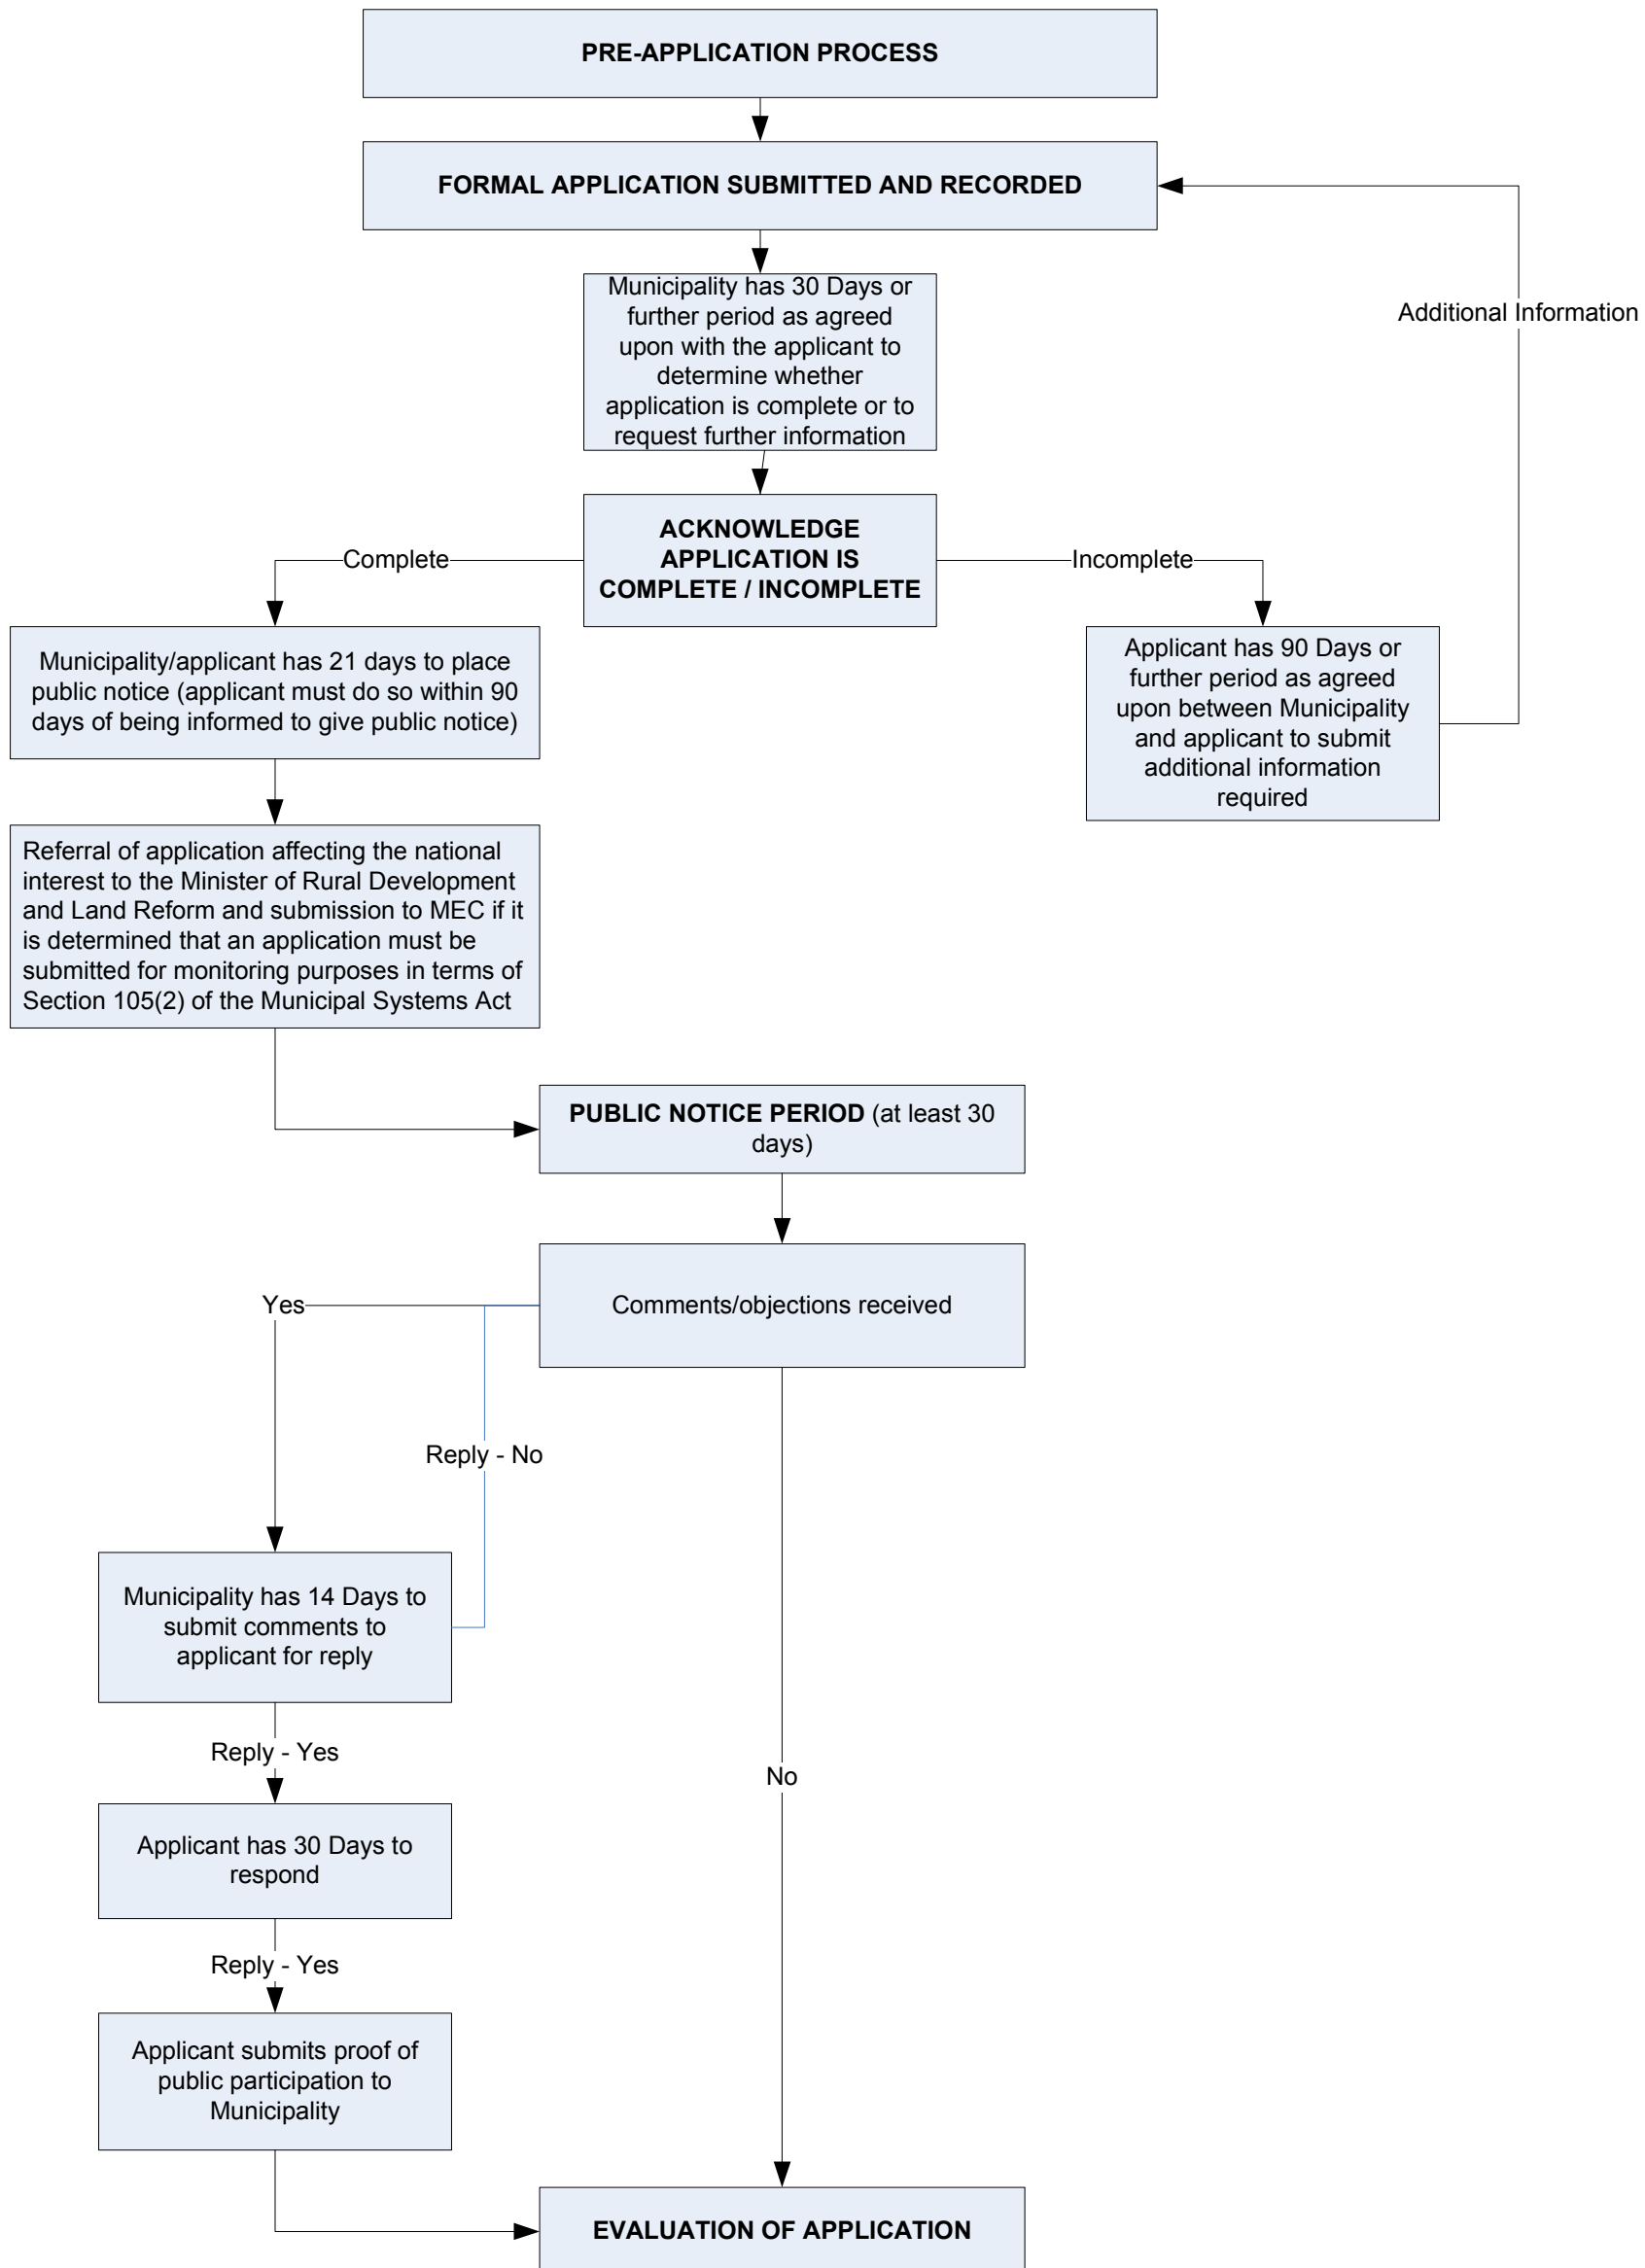 PRE-APPLICATION PROCESS
FORMAL APPLICATION SUBMITTED AND RECORDED
Municipality has 30 Days or
further period as agreed
upon with the applicant to
determine whether
application is complete or to
request further information
Additional Information
ACKNOWLEDGE
APPLICATION IS
COMPLETE / INCOMPLETE
Complete
Incomplete
Municipality/applicant has 21 days to place
public notice (applicant must do so within 90
days of being informed to give public notice)
Applicant has 90 Days or
further period as agreed
upon between Municipality
and applicant to submit
additional information
required
Referral of application affecting the national
interest to the Minister of Rural Development
and Land Reform and submission to MEC if it
is determined that an application must be
submitted for monitoring purposes in terms of
Section 105(2) of the Municipal Systems Act
PUBLIC NOTICE PERIOD (at least 30
days)
Comments/objections received
Yes
Reply - No
Municipality has 14 Days to
submit comments to
applicant for reply
Reply - Yes
No
Applicant has 30 Days to
respond
Reply - Yes
Applicant submits proof of
public participation to
Municipality
EVALUATION OF APPLICATION